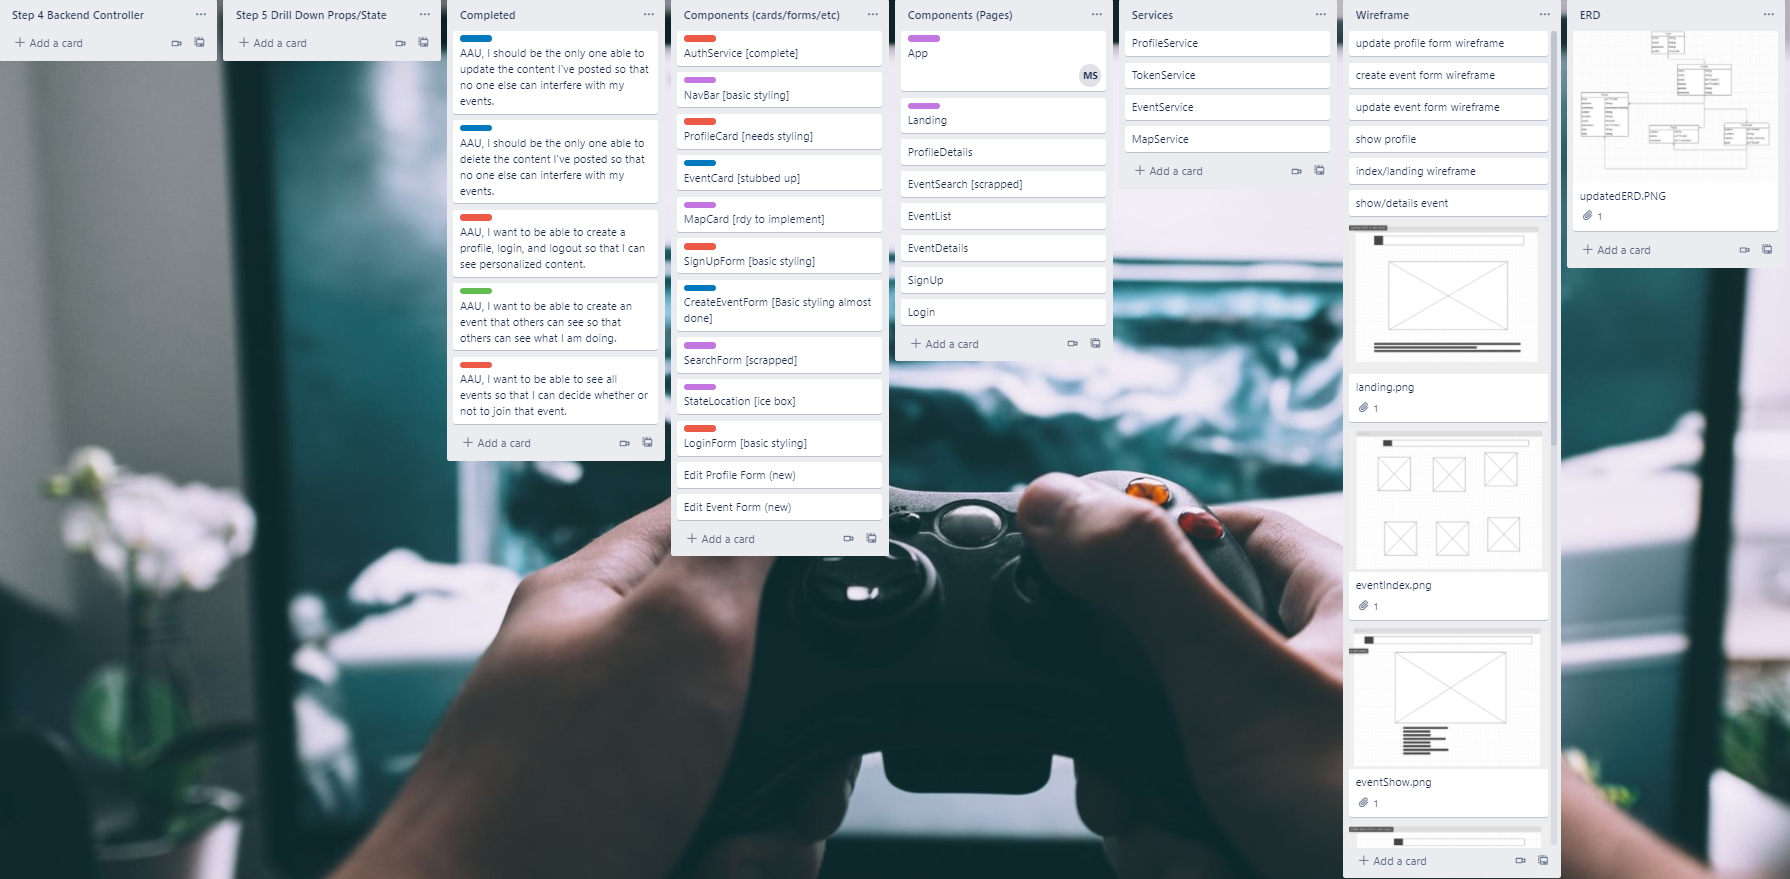 Step 4 Backend Controller
Add a card
Step 5 Drill Down Props/State
Add a card
Completed
AAU, I should be the only one able to
update the content I've posted so that
no one else can interfere with my
events.
AAU, I should be the only one able to
delete the content I've posted so that
no one else can interfere with my
events.
AAU, I want to be able to create a
profile, login, and logout so that I can
see personalized content.
AAU, I want to be able to create an
event that others can see so that
others can see what I am doing.
AAU, I want to be able to see all
events so that I can decide whether or
not to join that event.
Add a card
Components (cards/forms/etc)
AuthService [complete]
NavBar [basic styling]
ProfileCard [needs styling]
EventCard [stubbed up]
MapCard [rdy to implement]
SignUpForm [basic styling]
CreateEventForm [Basic styling almost
done]
SearchForm [scrapped]
StateLocation [ice box]
LoginForm [basic styling]
Edit Profile Form (new)
Edit Event Form (new)
Add a card
Components (Pages)
App
MS
Landing
ProfileDetails
EventSearch [scrapped]
EventList
EventDetails
SignUp
Login
Add a card
Services
ProfileService
TokenService
EventService
MapService
Add a card
Wireframe
update profile form wireframe
create event form wireframe
update event form wireframe
show profile
index/landing wireframe
show/details event
landing.png
1
eventIndex.png
1
eventShow.png
1
Add a card
ERD
updatedERD.PNG
1
Add a card